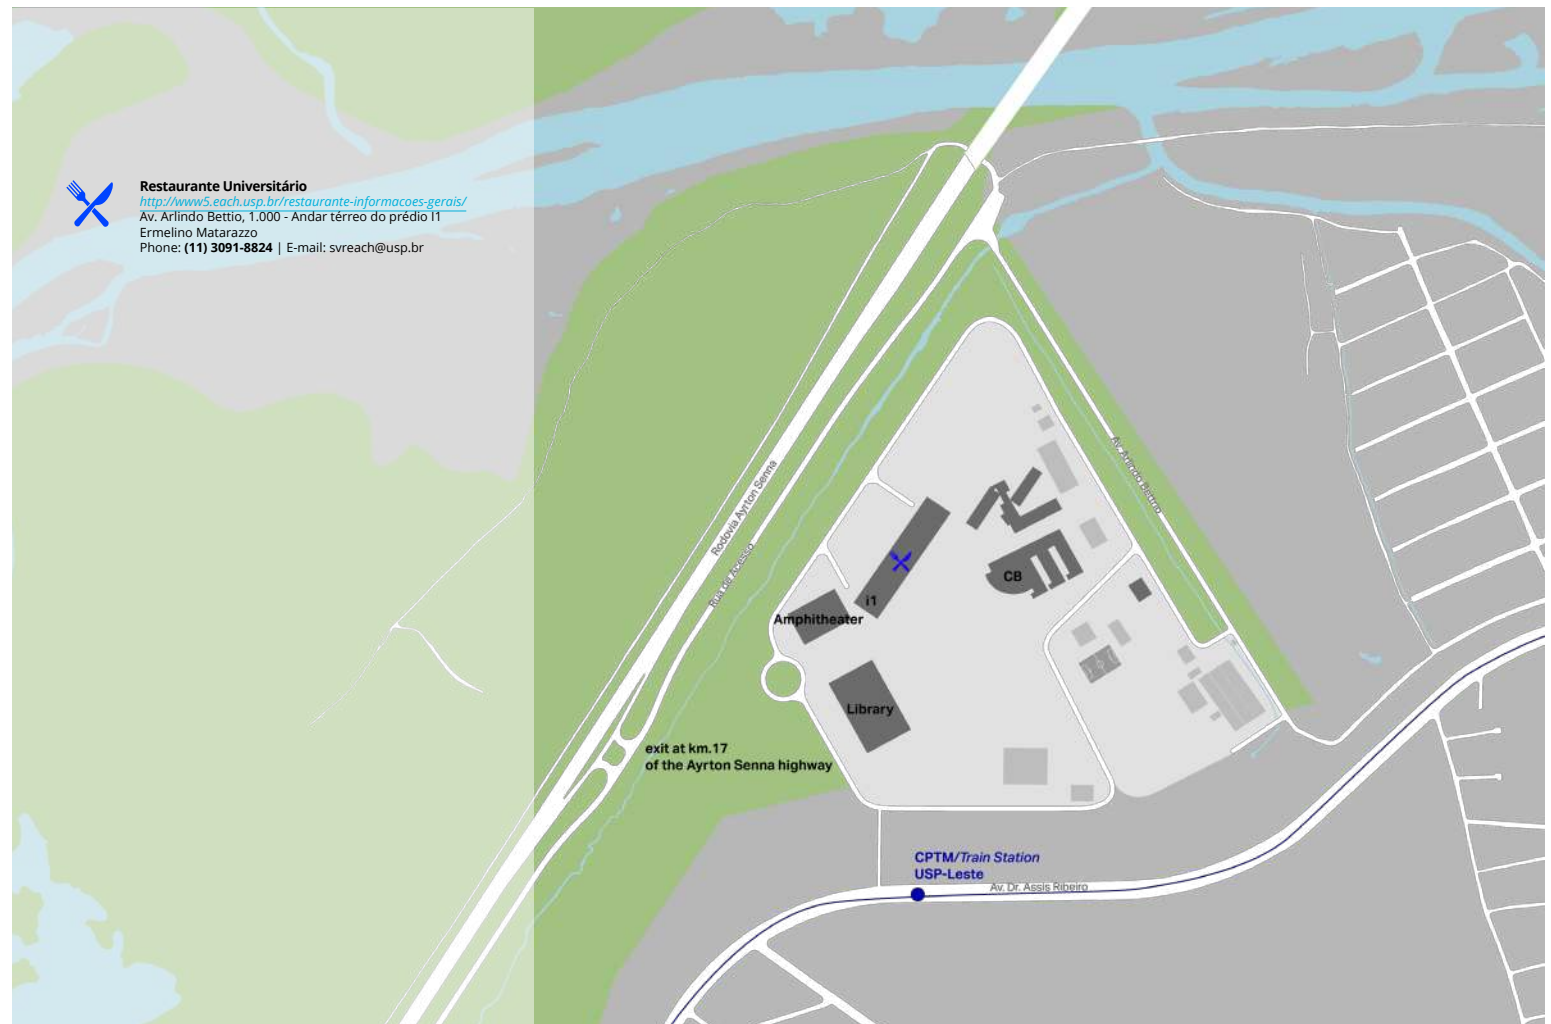 Restaurante Universitário
http://www5.each.usp.br/restaurante-informacoes-gerais/
Av. Arlindo Bettio, 1.000 - Andar térreo do prédio I1
Ermelino Matarazzo
Phone: (11) 3091-8824 | E-mail: svreach@usp.br
Av. Arlindo Bettio
Rodovia Ayrton Senna
Rua de Acesso
CB
i1
Amphitheater
Library
exit at km.17
of the Ayrton Senna highway
CPTM/Train Station
USP-Leste
Av. Dr. Assis Ribeiro